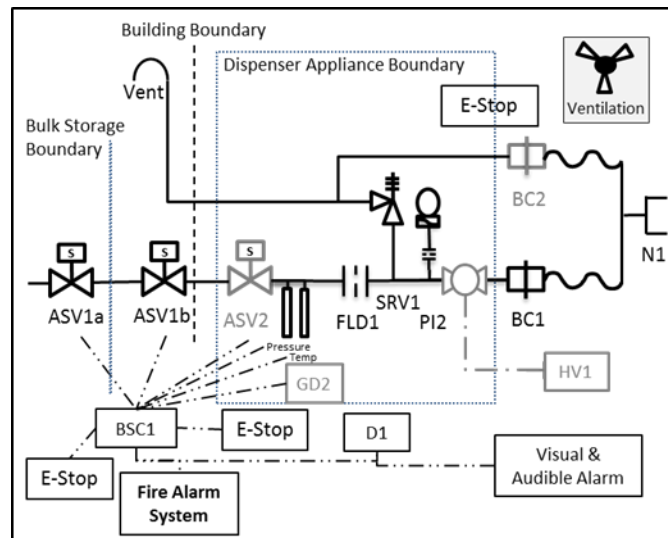 Building Boundary
Dispenser Appliance Boundary
Vent
E-Stop
Ventilation
Bulk Storage
Boundary
BC2
S
S
S
N1
ASV1a
ASV1b
ASV2
FLD1
SRV1
PI2
BC1
Pressure
Temp
GD2
HV1
BSC1
E-Stop
D1
E-Stop
Fire Alarm
System
Visual &
Audible Alarm